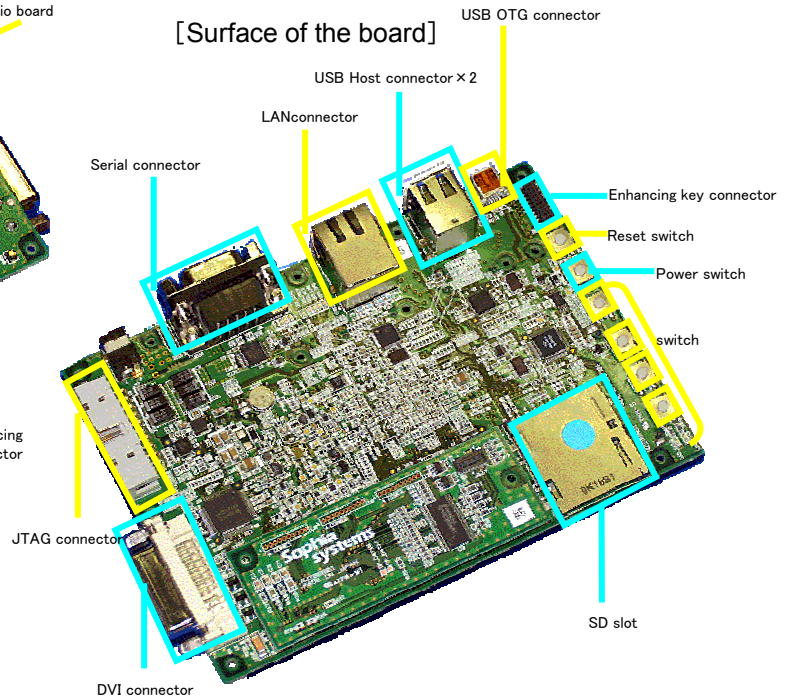 io board
[Surface of the board]
USB OTG connector
USB Host connector×2
LANconnector
Serial connector
Enhancing key connector
Reset switch
Power switch
switch
cing
ctor
JTAG connector
Sophia
systems
SD slot
DVI connector